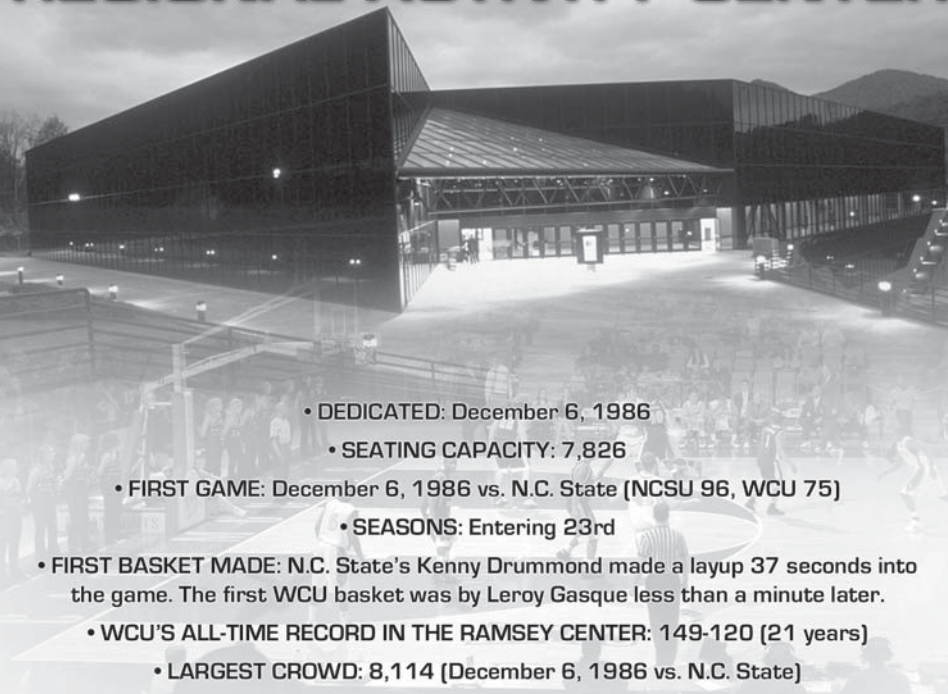 REGIONAL ACTIVITY CENTER
• DEDICATED: December 6, 1986
• SEATING CAPACITY: 7,826
• FIRST GAME: December 6, 1986 vs. N.C. State (NCSU 96, WCU 75)
• SEASONS: Entering 23rd
• FIRST BASKET MADE: N.C. State's Kenny Drummond made a layup 37 seconds into
the game. The first WCU basket was by Leroy Gasque less than a minute later.
• WCU'S ALL-TIME RECORD IN THE RAMSEY CENTER: 149-120 (21 years)
• LARGEST CROWD: 8,114 (December 6, 1986 vs. N.C. State)